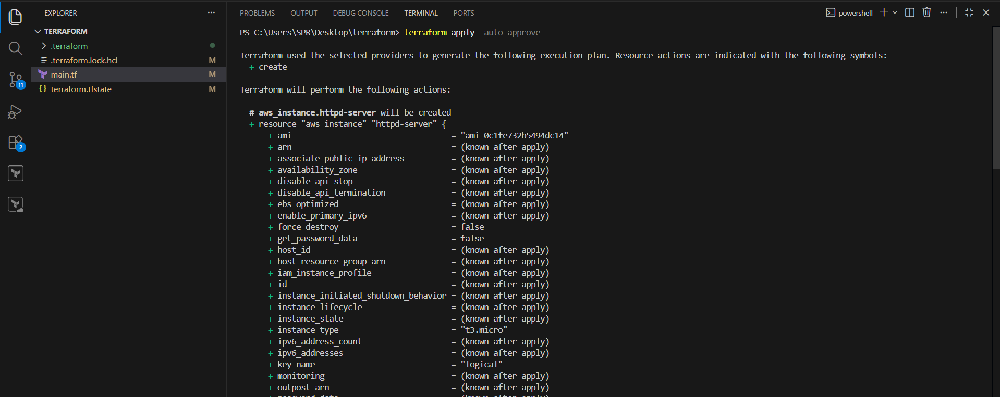 EXPLORER
TERRAFORM
.terraform
.terraform.lock.hcl M
main.tf M
terraform.tfstate M
11
2
PROBLEMS OUTPUT DEBUG CONSOLE TERMINAL PORTS
powershell
PS C:\Users\SPR\Desktop\terraform> terraform apply -auto-approve
Terraform used the selected providers to generate the following execution plan. Resource actions are indicated with the following symbols:
+ create
Terraform will perform the following actions:
# aws_instance.httpd-server will be created
+ resource "aws_instance" "httpd-server" {
+ ami = "ami-0c1fe732b5494dc14"
+ arn = (known after apply)
+ associate_public_ip_address = (known after apply)
+ availability_zone = (known after apply)
+ disable_api_stop = (known after apply)
+ disable_api_termination = (known after apply)
+ ebs_optimized = (known after apply)
+ enable_primary_ipv6 = (known after apply)
+ force_destroy = false
+ get_password_data = false
+ host_id = (known after apply)
+ host_resource_group_arn = (known after apply)
+ iam_instance_profile = (known after apply)
+ id = (known after apply)
+ instance_initiated_shutdown_behavior = (known after apply)
+ instance_lifecycle = (known after apply)
+ instance_state = (known after apply)
+ instance_type = "t3.micro"
+ ipv6_address_count = (known after apply)
+ ipv6_addresses = (known after apply)
+ key_name = "logical"
+ monitoring = (known after apply)
+ outpost_arn = (known after apply)